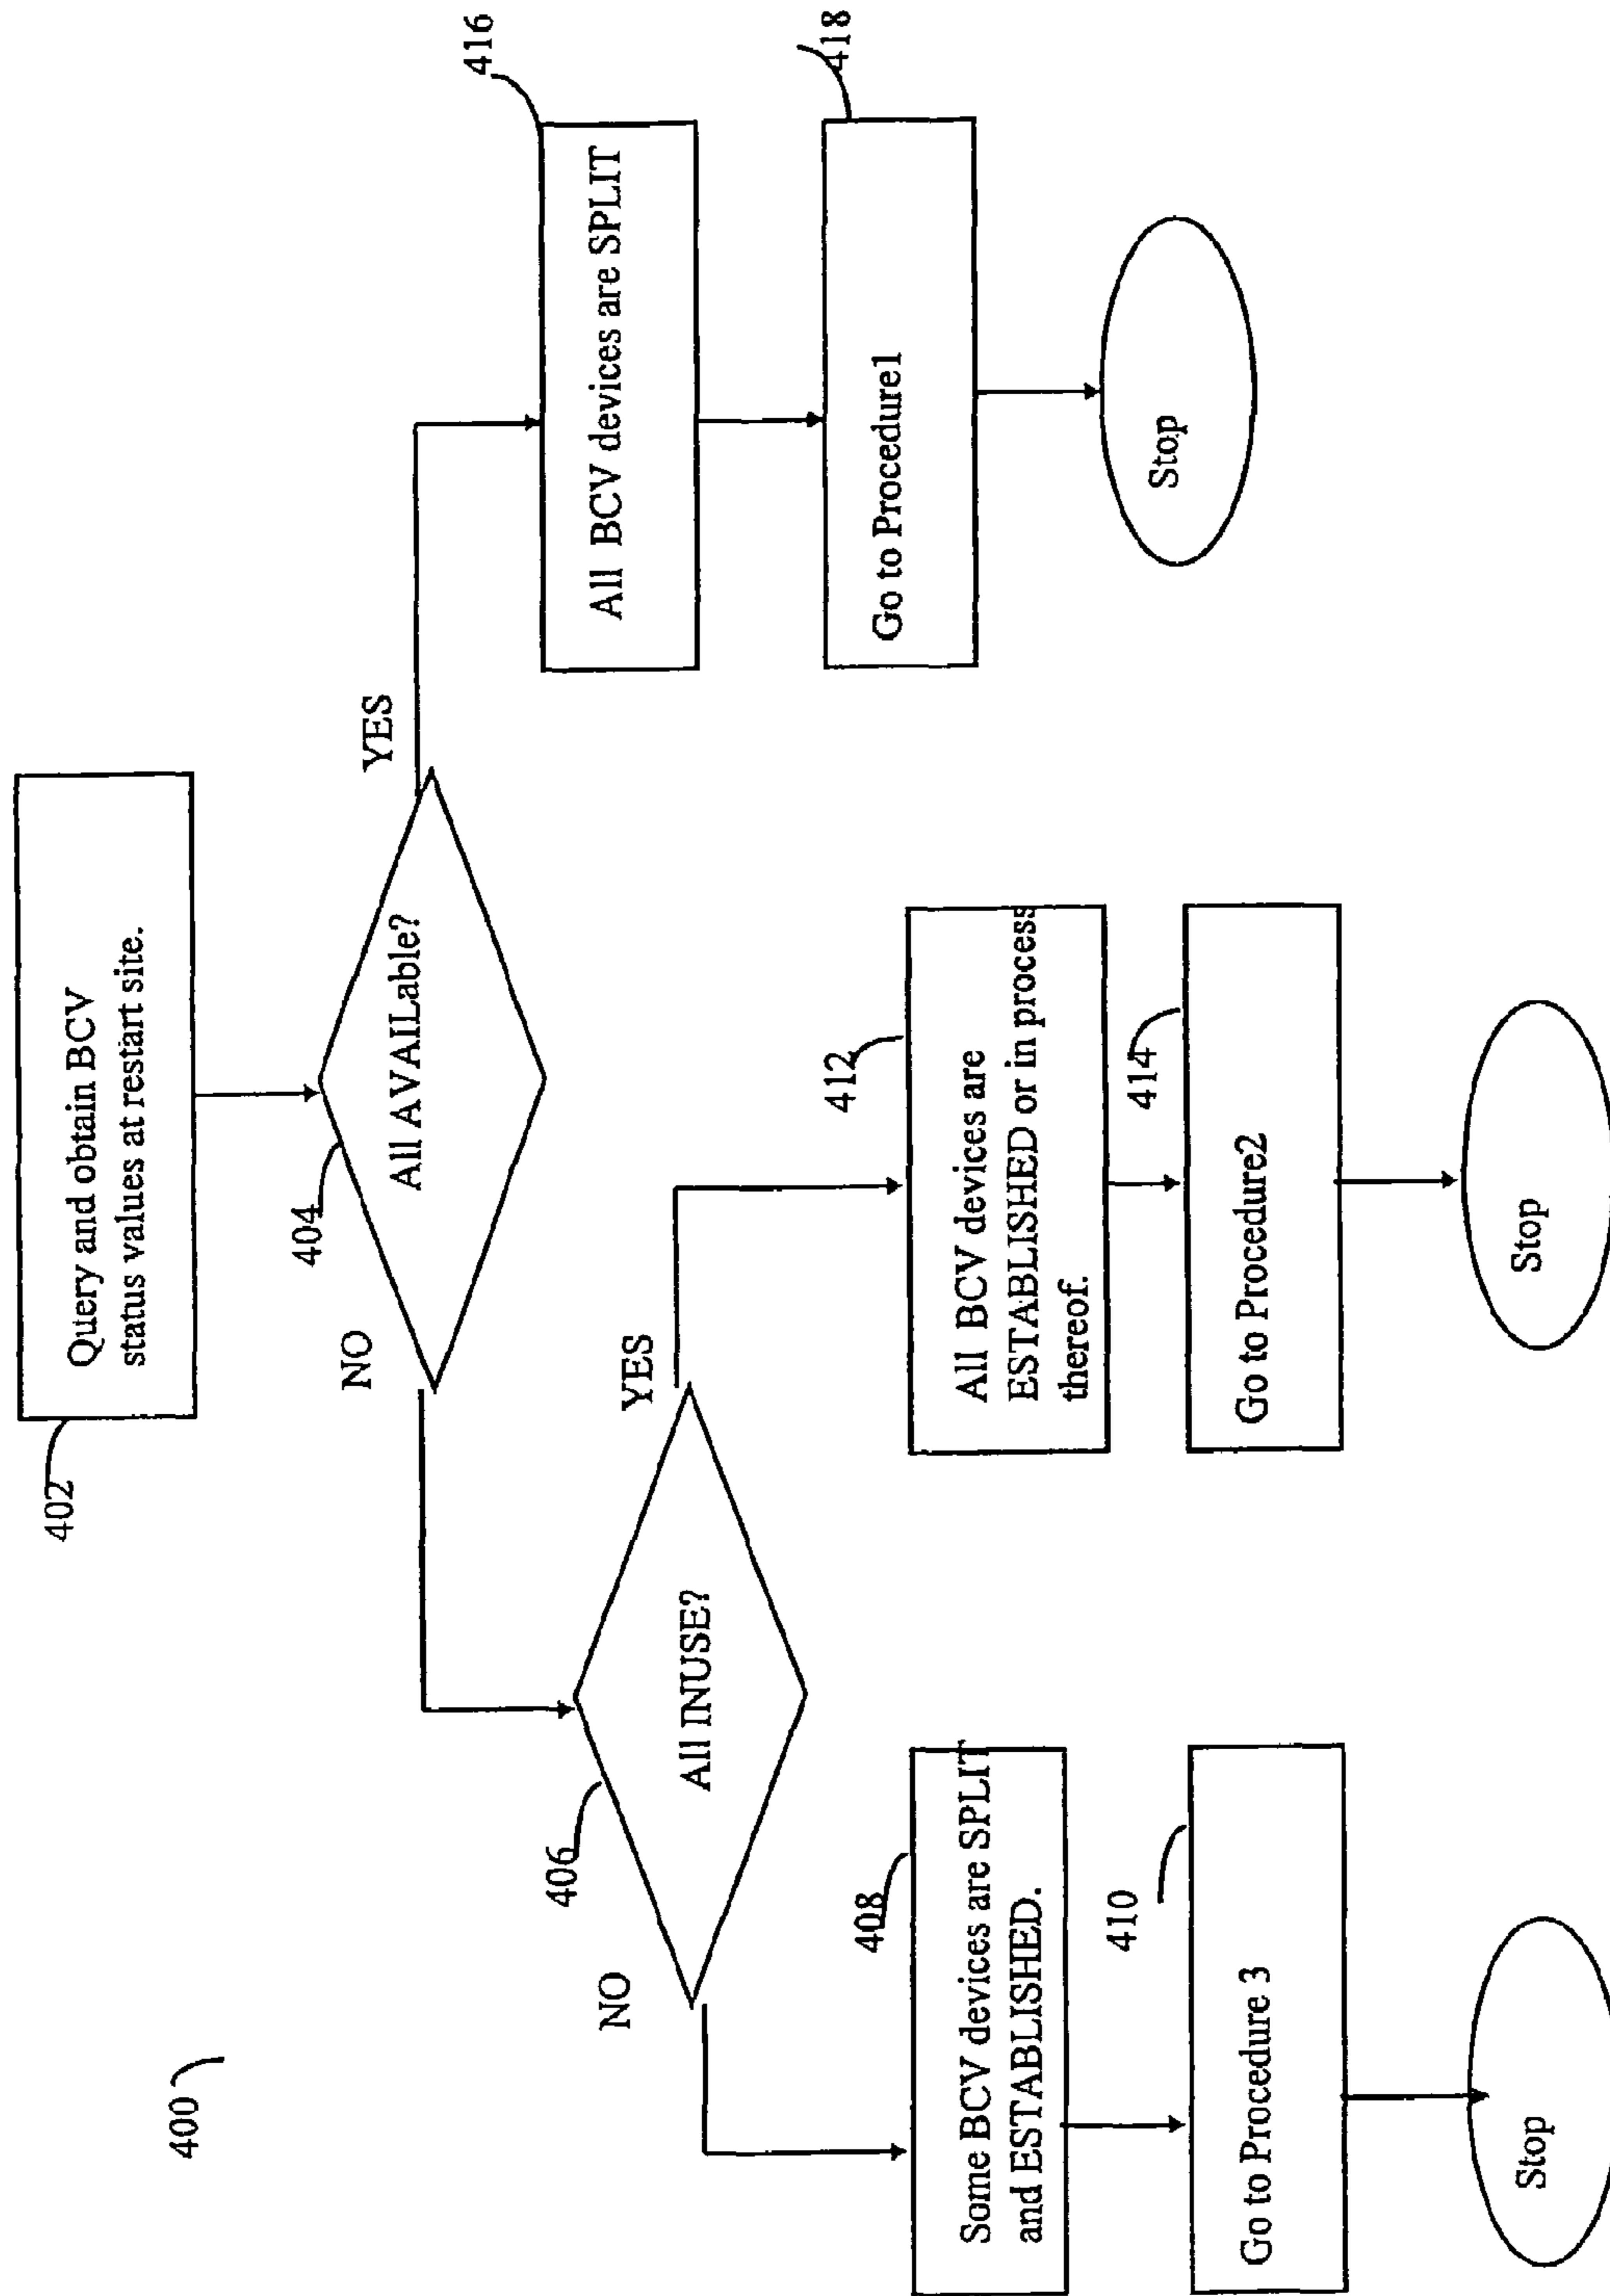 400
402
Query and obtain BCV
status values at restart site.
404
All AVAILable?
NO
YES
406
All INUSE?
NO
YES
408
Some BCV devices are SPLIT
and ESTABLISHED.
410
Go to Procedure 3
Stop
412
All BCV devices are
ESTABLISHED or in process
thereof.
414
Go to Procedure2
Stop
416
All BCV devices are SPLIT
418
Go to Procedure1
Stop